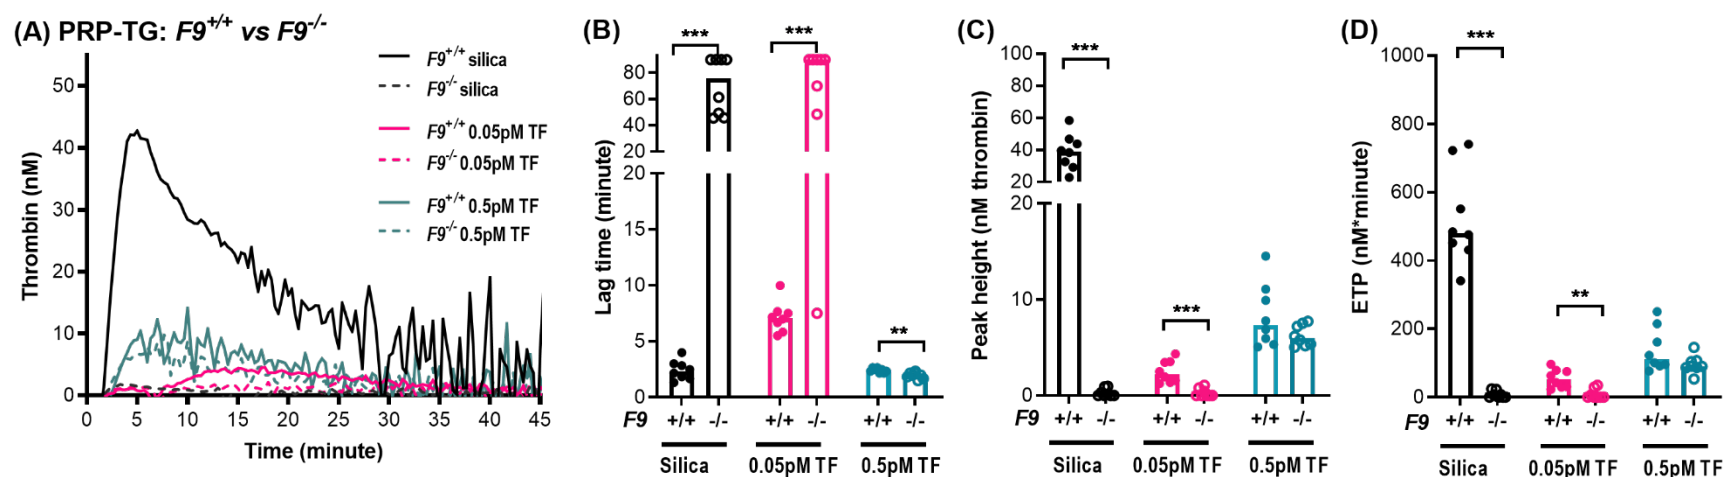 (A) PRP-TG: F9+/+ vs F9-/-
Thrombin (nM)
50
40
30
20
10
0
0 5 10 15 20 25 30 35 40 45
Time (minute)
F9+/+ silica
F9-/- silica
F9+/+ 0.05pM TF
F9-/- 0.05pM TF
F9+/+ 0.5pM TF
F9-/- 0.5pM TF
(B)
Lag time (minute)
80
60
40
20
20
15
10
5
0
*** *** **
F9 +/+ -/- +/+ -/- +/+ -/-
Silica 0.05pM TF 0.5pM TF
(C)
Peak height (nM thrombin)
100
80
60
40
20
20
10
0
*** ***
F9 +/+ -/- +/+ -/- +/+ -/-
Silica 0.05pM TF 0.5pM TF
(D)
ETP (nM*minute)
1000
800
600
400
200
0
*** **
F9 +/+ -/- +/+ -/- +/+ -/-
Silica 0.05pM TF 0.5pM TF